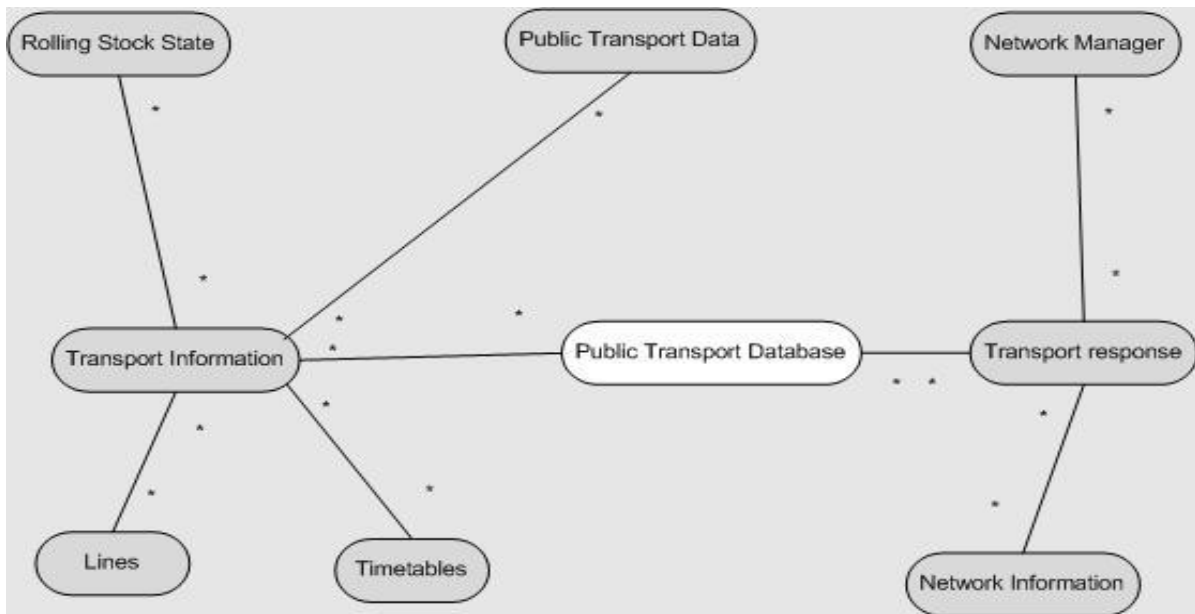 Rolling Stock State
Public Transport Data
Network Manager
*
*
*
*
*
*
*
*
Transport Information
Public Transport Database
Transport response
*
*
*
*
*
*
*
*
Lines
Timetables
Network Information